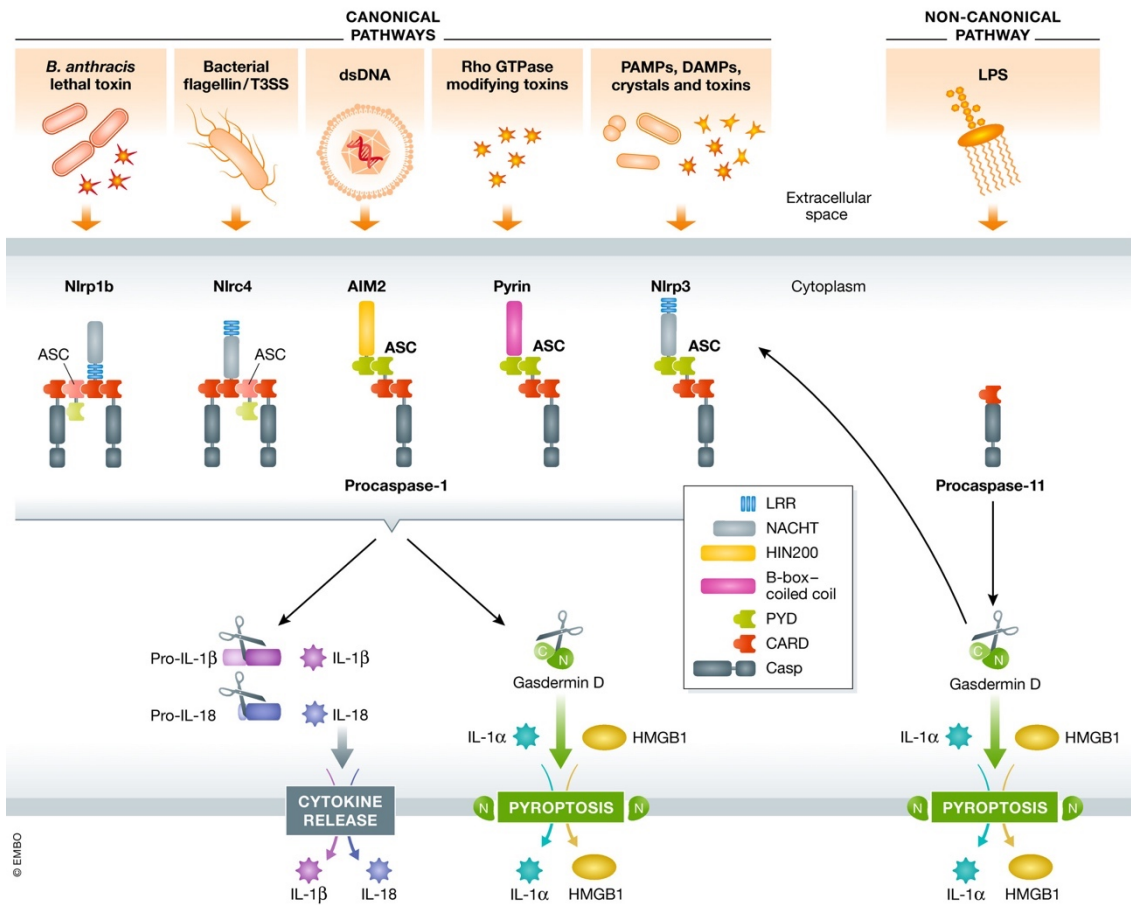 CANONICAL
PATHWAYS
NON-CANONICAL
PATHWAY
B. anthracis
lethal toxin
Bacterial
flagellin/T3SS
dsDNA
Rho GTPase
modifying toxins
PAMPs, DAMPs,
crystals and toxins
LPS
Extracellular
space
Nlrp1b
Nlrc4
AIM2
Pyrin
Nlrp3
Cytoplasm
ASC
ASC
ASC
ASC
ASC
Procaspase-1
Procaspase-11
LRR
NACHT
HIN200
B-box–
coiled coil
PYD
CARD
Casp
Pro-IL-1β
IL-1β
Pro-IL-18
IL-18
C
N
Gasdermin D
C
N
Gasdermin D
IL-1α
HMGB1
IL-1α
HMGB1
CYTOKINE
RELEASE
N
PYROPTOSIS
N
N
PYROPTOSIS
N
IL-1β
IL-18
IL-1α
HMGB1
IL-1α
HMGB1
© EMBO